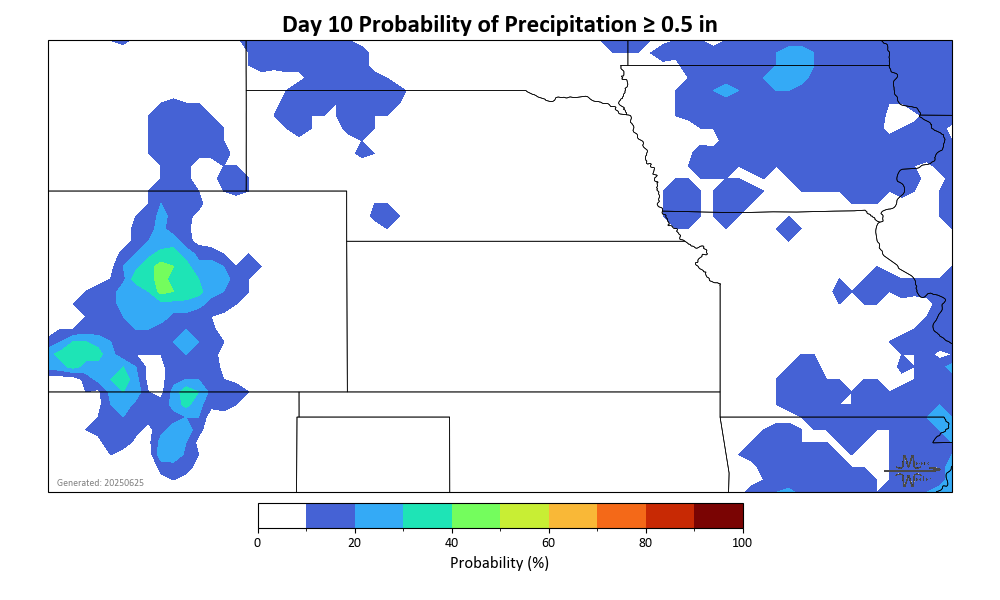 Day 10 Probability of Precipitation ≥ 0.5 in
Generated: 20250625
0 20 40 60 80 100
Probability (%)